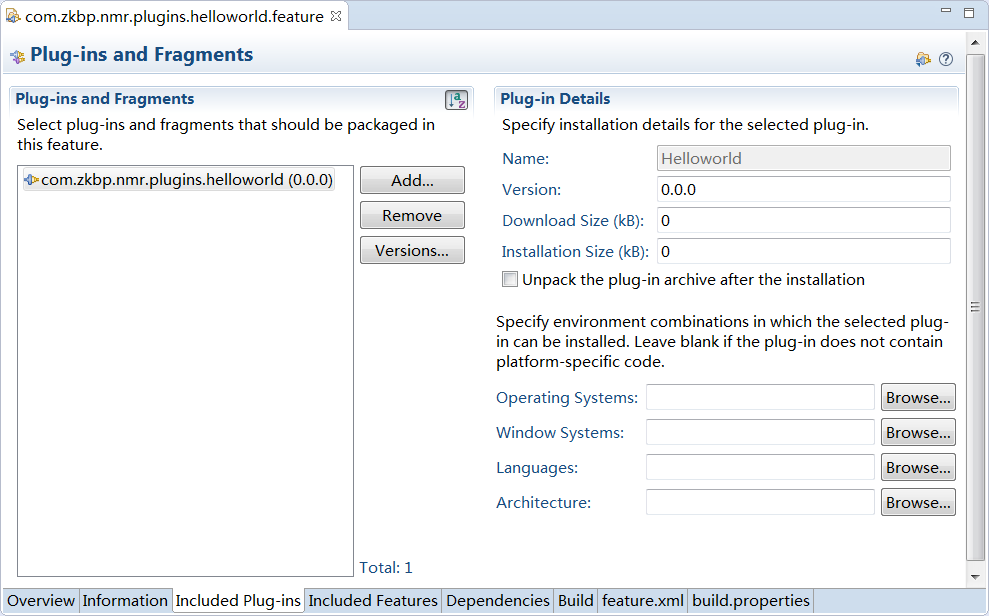 com.zkbp.nmr.plugins.helloworld.feature
Plug-ins and Fragments
Plug-ins and Fragments
Select plug-ins and fragments that should be packaged in
this feature.
com.zkbp.nmr.plugins.helloworld (0.0.0)
Add...
Remove
Versions...
Total: 1
Plug-in Details
Specify installation details for the selected plug-in.
Name: Helloworld
Version: 0.0.0
Download Size (kB): 0
Installation Size (kB): 0
Unpack the plug-in archive after the installation
Specify environment combinations in which the selected plug-
in can be installed. Leave blank if the plug-in does not contain
platform-specific code.
Operating Systems: Browse...
Window Systems: Browse...
Languages: Browse...
Architecture: Browse...
Overview Information Included Plug-ins Included Features Dependencies Build feature.xml build.properties